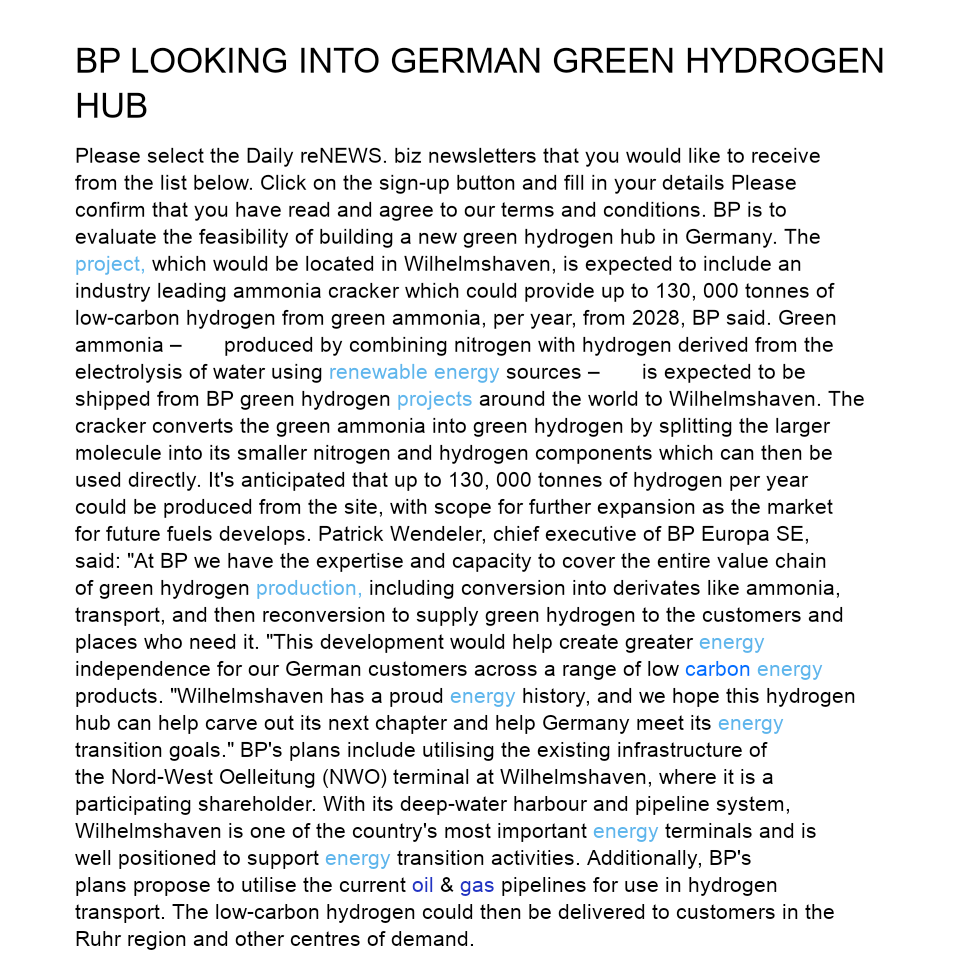 BP LOOKING INTO GERMAN GREEN HYDROGEN
HUB
Please select the Daily reNEWS. biz newsletters that you would like to receive
from the list below. Click on the sign-up button and fill in your details Please
confirm that you have read and agree to our terms and conditions. BP is to
evaluate the feasibility of building a new green hydrogen hub in Germany. The
project, which would be located in Wilhelmshaven, is expected to include an
industry leading ammonia cracker which could provide up to 130, 000 tonnes of
low-carbon hydrogen from green ammonia, per year, from 2028, BP said. Green
ammonia – produced by combining nitrogen with hydrogen derived from the
electrolysis of water using renewable energy sources – is expected to be
shipped from BP green hydrogen projects around the world to Wilhelmshaven. The
cracker converts the green ammonia into green hydrogen by splitting the larger
molecule into its smaller nitrogen and hydrogen components which can then be
used directly. It's anticipated that up to 130, 000 tonnes of hydrogen per year
could be produced from the site, with scope for further expansion as the market
for future fuels develops. Patrick Wendeler, chief executive of BP Europa SE,
said: "At BP we have the expertise and capacity to cover the entire value chain
of green hydrogen production, including conversion into derivates like ammonia,
transport, and then reconversion to supply green hydrogen to the customers and
places who need it. "This development would help create greater energy
independence for our German customers across a range of low carbon energy
products. "Wilhelmshaven has a proud energy history, and we hope this hydrogen
hub can help carve out its next chapter and help Germany meet its energy
transition goals." BP's plans include utilising the existing infrastructure of
the Nord-West Oelleitung (NWO) terminal at Wilhelmshaven, where it is a
participating shareholder. With its deep-water harbour and pipeline system,
Wilhelmshaven is one of the country's most important energy terminals and is
well positioned to support energy transition activities. Additionally, BP's
plans propose to utilise the current oil & gas pipelines for use in hydrogen
transport. The low-carbon hydrogen could then be delivered to customers in the
Ruhr region and other centres of demand.